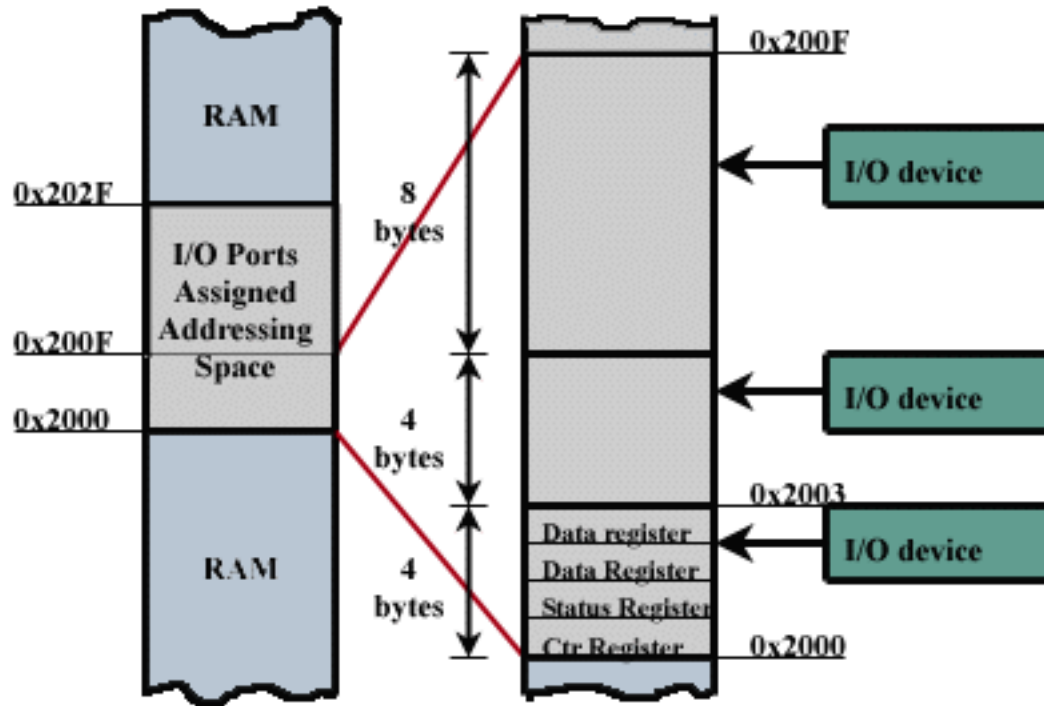 RAM
0x202F
I/O Ports
Assigned
Addressing
Space
0x200F
0x2000
RAM
8
bytes
4
bytes
4
bytes
0x200F
I/O device
I/O device
0x2003
Data register
I/O device
Data Register
Status Register
Ctr Register
0x2000